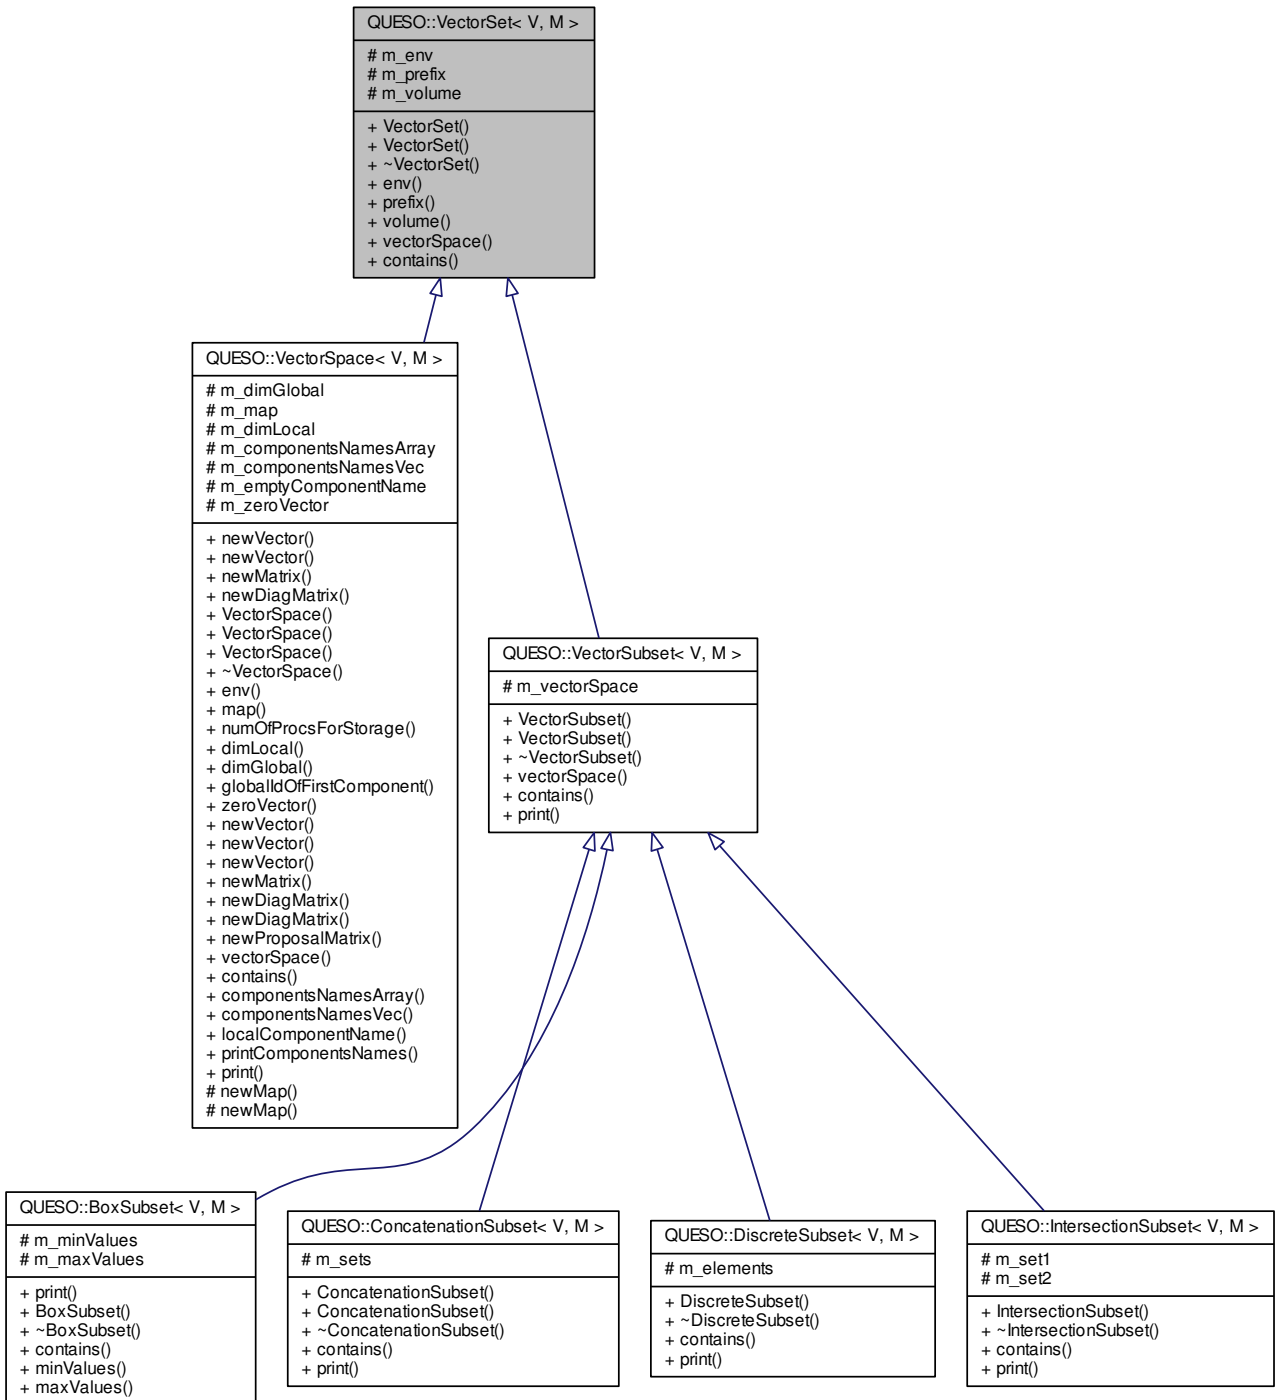 QUESO::VectorSet< V, M >
# m_env
# m_prefix
# m_volume
+ VectorSet()
+ VectorSet()
+ ~VectorSet()
+ env()
+ prefix()
+ volume()
+ vectorSpace()
+ contains()
QUESO::VectorSpace< V, M >
# m_dimGlobal
# m_map
# m_dimLocal
# m_componentsNamesArray
# m_componentsNamesVec
# m_emptyComponentName
# m_zeroVector
+ newVector()
+ newVector()
+ newMatrix()
+ newDiagMatrix()
+ VectorSpace()
+ VectorSpace()
+ VectorSpace()
+ ~VectorSpace()
+ env()
+ map()
+ numOfProcsForStorage()
+ dimLocal()
+ dimGlobal()
+ globalIdOfFirstComponent()
+ zeroVector()
+ newVector()
+ newVector()
+ newVector()
+ newMatrix()
+ newDiagMatrix()
+ newDiagMatrix()
+ newProposalMatrix()
+ vectorSpace()
+ contains()
+ componentsNamesArray()
+ componentsNamesVec()
+ localComponentName()
+ printComponentsNames()
+ print()
# newMap()
# newMap()
QUESO::VectorSubset< V, M >
# m_vectorSpace
+ VectorSubset()
+ VectorSubset()
+ ~VectorSubset()
+ vectorSpace()
+ contains()
+ print()
QUESO::BoxSubset< V, M >
# m_minValues
# m_maxValues
+ print()
+ BoxSubset()
+ ~BoxSubset()
+ contains()
+ minValues()
+ maxValues()
QUESO::ConcatenationSubset< V, M >
# m_sets
+ ConcatenationSubset()
+ ConcatenationSubset()
+ ~ConcatenationSubset()
+ contains()
+ print()
QUESO::DiscreteSubset< V, M >
# m_elements
+ DiscreteSubset()
+ ~DiscreteSubset()
+ contains()
+ print()
QUESO::IntersectionSubset< V, M >
# m_set1
# m_set2
+ IntersectionSubset()
+ ~IntersectionSubset()
+ contains()
+ print()